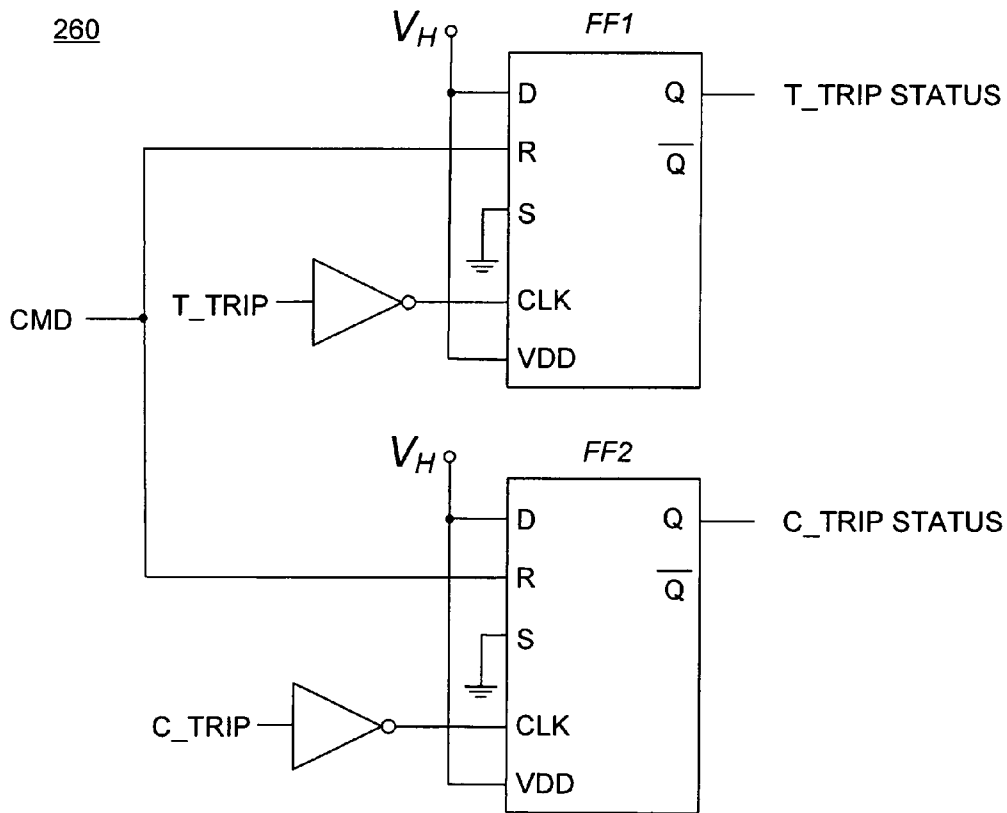 260
V_H
FF1
D
Q
T_TRIP STATUS
R
Q̅
S
T_TRIP
CLK
CMD
VDD
V_H
FF2
D
Q
C_TRIP STATUS
R
Q̅
S
C_TRIP
CLK
VDD